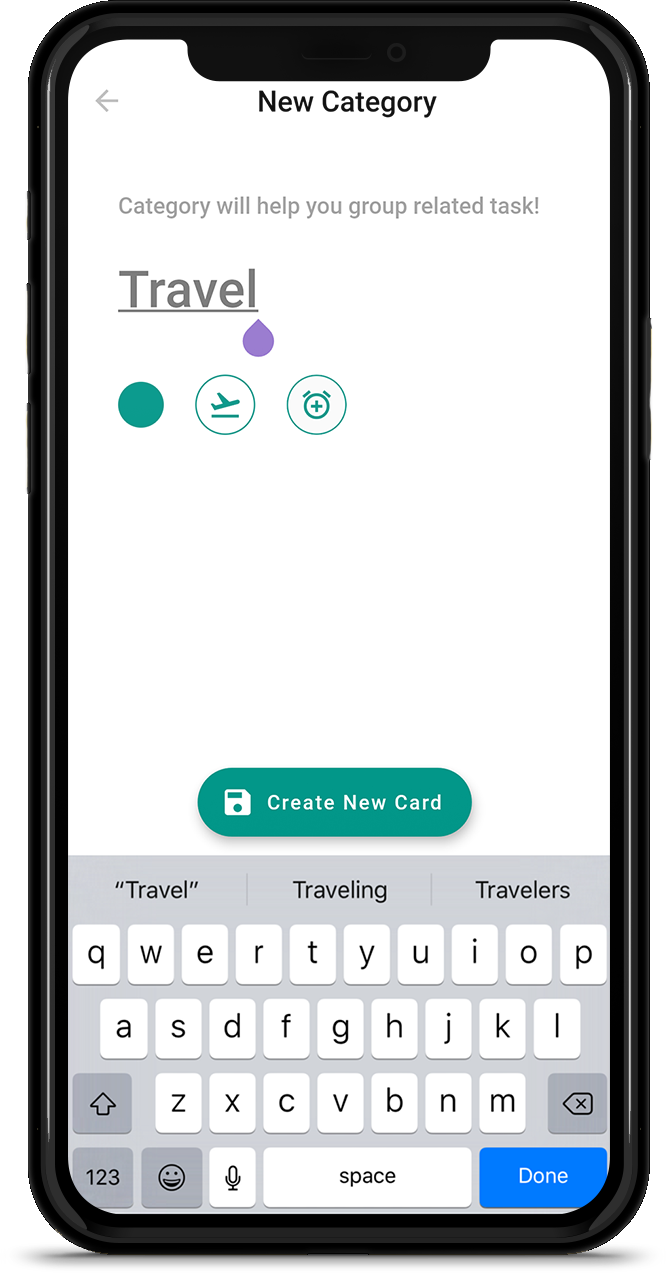 New Category
Category will help you group related task!
Travel
Create New Card
“Travel” Traveling Travelers
q w e r t y u i o p
a s d f g h j k l
z x c v b n m
123 space Done